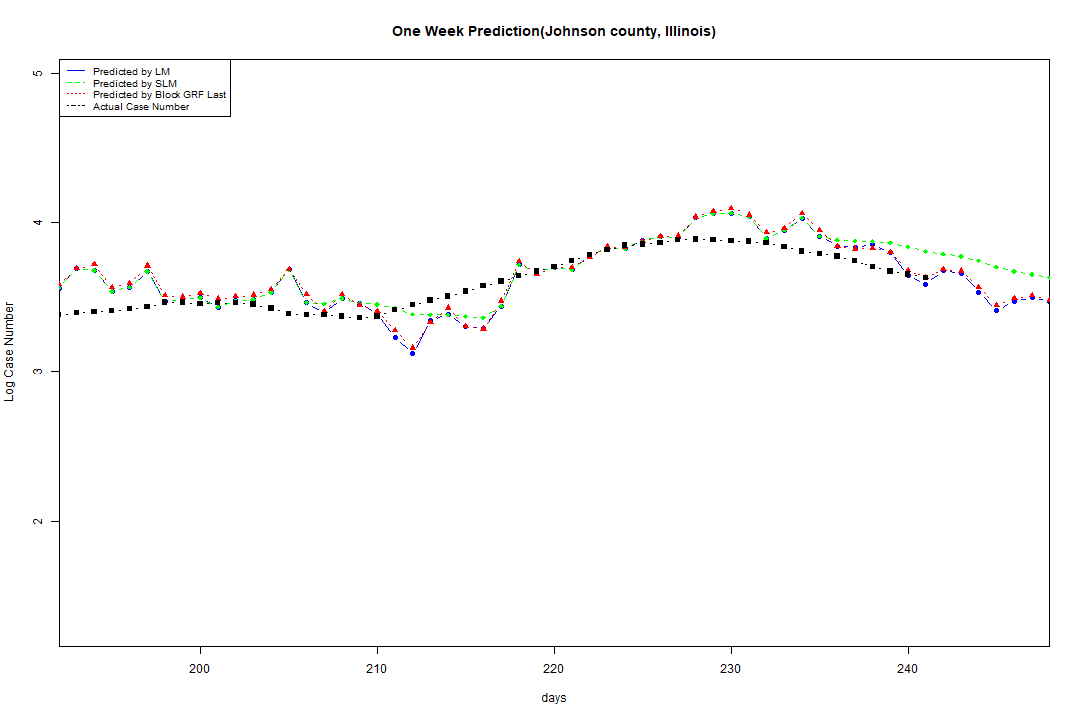 One Week Prediction(Johnson county, Illinois)
Predicted by LM
Predicted by SLM
Predicted by Block GRF Last
Actual Case Number
5
4
3
2
Log Case Number
200 210 220 230 240
days